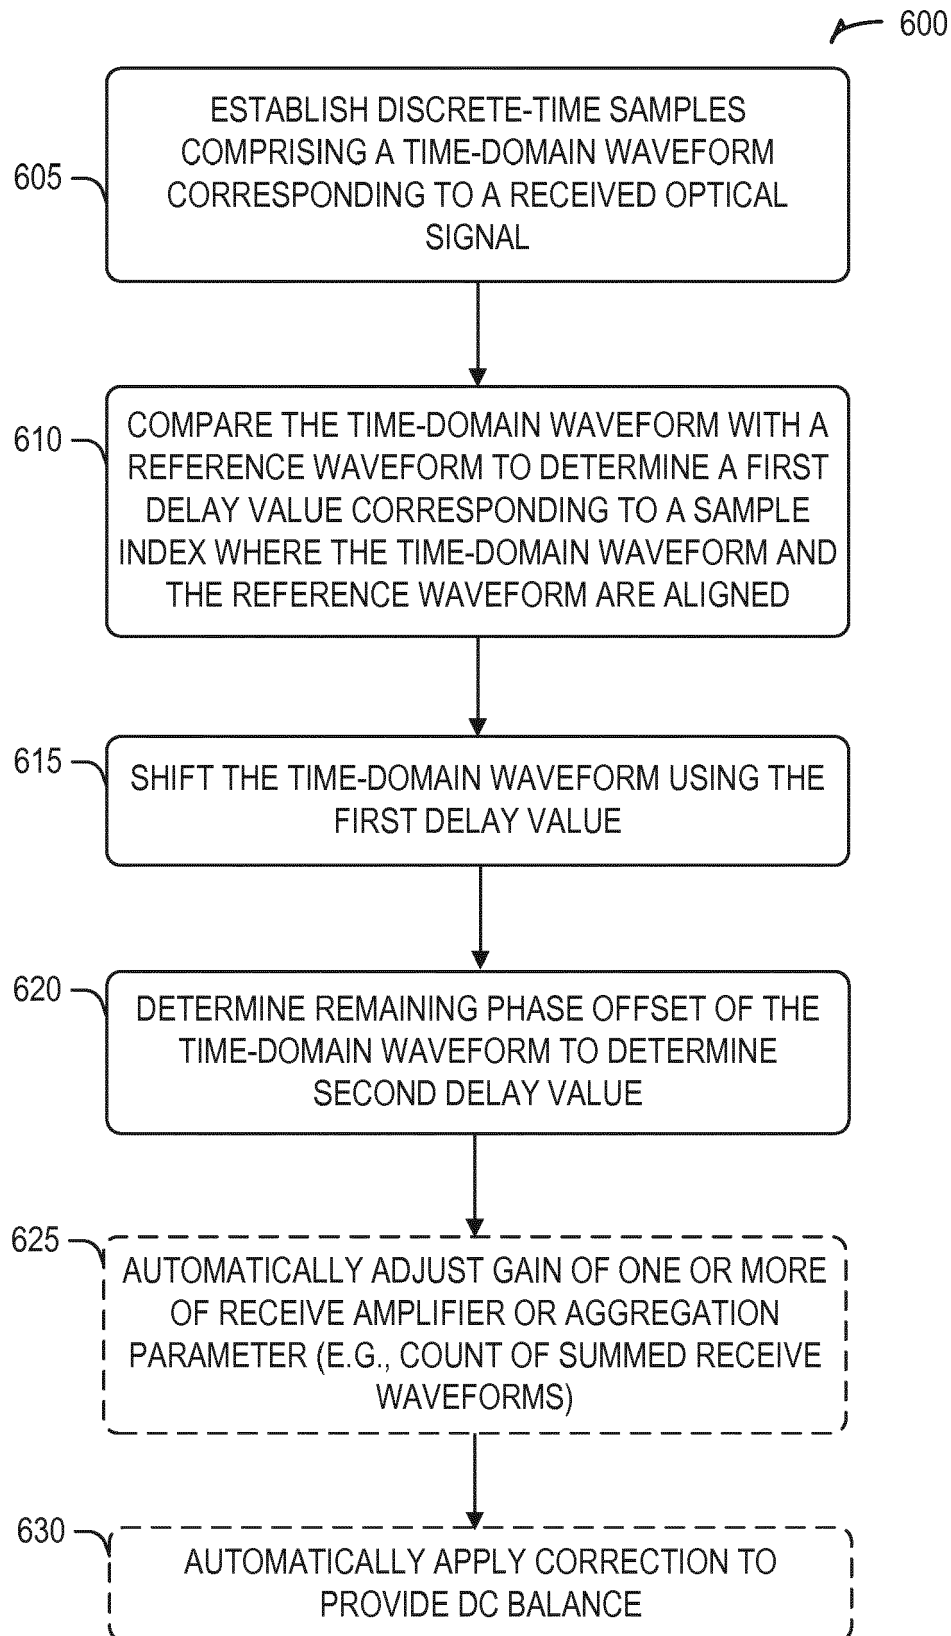 600
605
ESTABLISH DISCRETE-TIME SAMPLES
COMPRISING A TIME-DOMAIN WAVEFORM
CORRESPONDING TO A RECEIVED OPTICAL
SIGNAL
610
COMPARE THE TIME-DOMAIN WAVEFORM WITH A
REFERENCE WAVEFORM TO DETERMINE A FIRST
DELAY VALUE CORRESPONDING TO A SAMPLE
INDEX WHERE THE TIME-DOMAIN WAVEFORM AND
THE REFERENCE WAVEFORM ARE ALIGNED
615
SHIFT THE TIME-DOMAIN WAVEFORM USING THE
FIRST DELAY VALUE
620
DETERMINE REMAINING PHASE OFFSET OF THE
TIME-DOMAIN WAVEFORM TO DETERMINE
SECOND DELAY VALUE
625
AUTOMATICALLY ADJUST GAIN OF ONE OR MORE
OF RECEIVE AMPLIFIER OR AGGREGATION
PARAMETER (E.G., COUNT OF SUMMED RECEIVE
WAVEFORMS)
630
AUTOMATICALLY APPLY CORRECTION TO
PROVIDE DC BALANCE